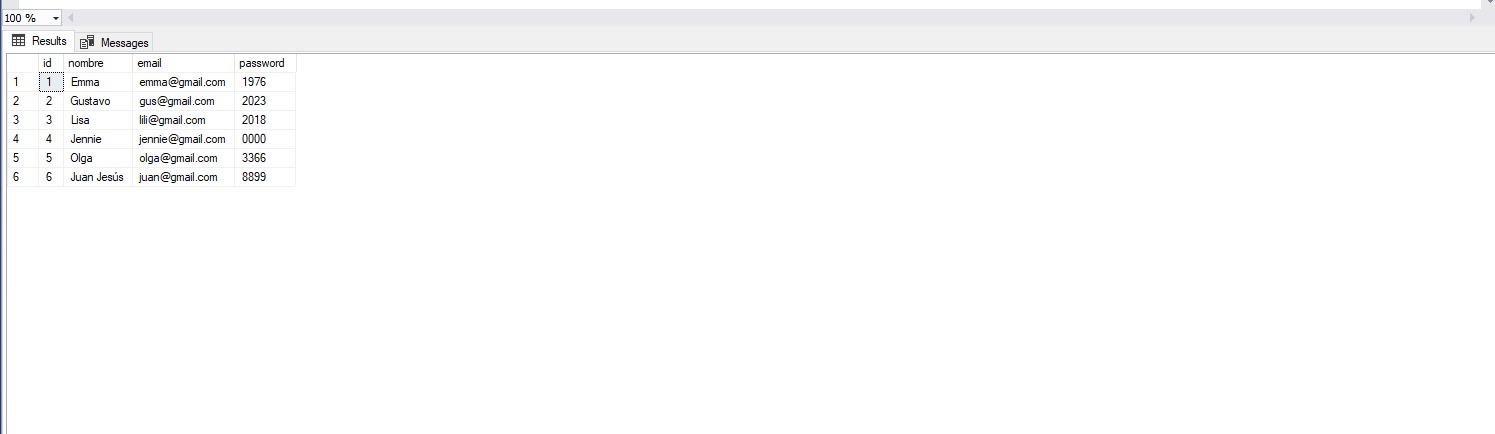 100 %
Results Messages
id nombre email password
1 1 Emma emma@gmail.com 1976
2 2 Gustavo gus@gmail.com 2023
3 3 Lisa lili@gmail.com 2018
4 4 Jennie jennie@gmail.com 0000
5 5 Olga olga@gmail.com 3366
6 6 Juan Jesús juan@gmail.com 8899